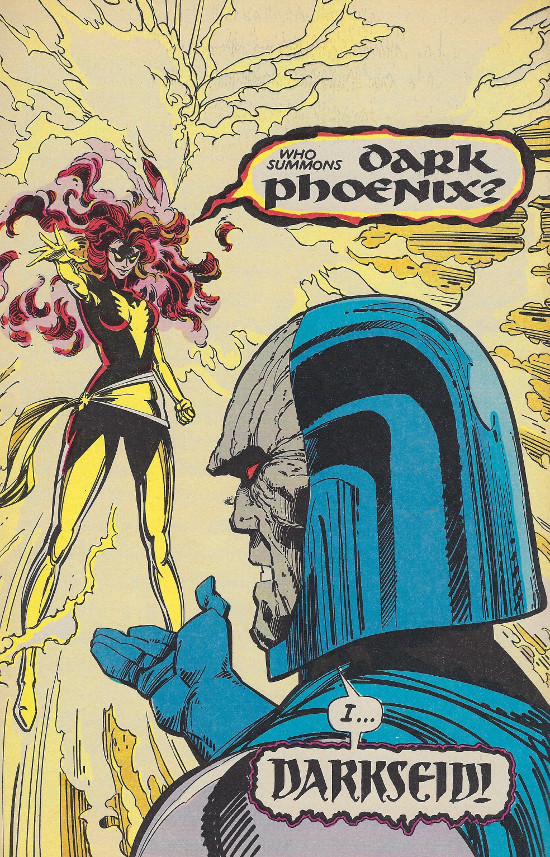 WHO
SUMMONS DARK
PHOENIX?
I...
DARKSEID!